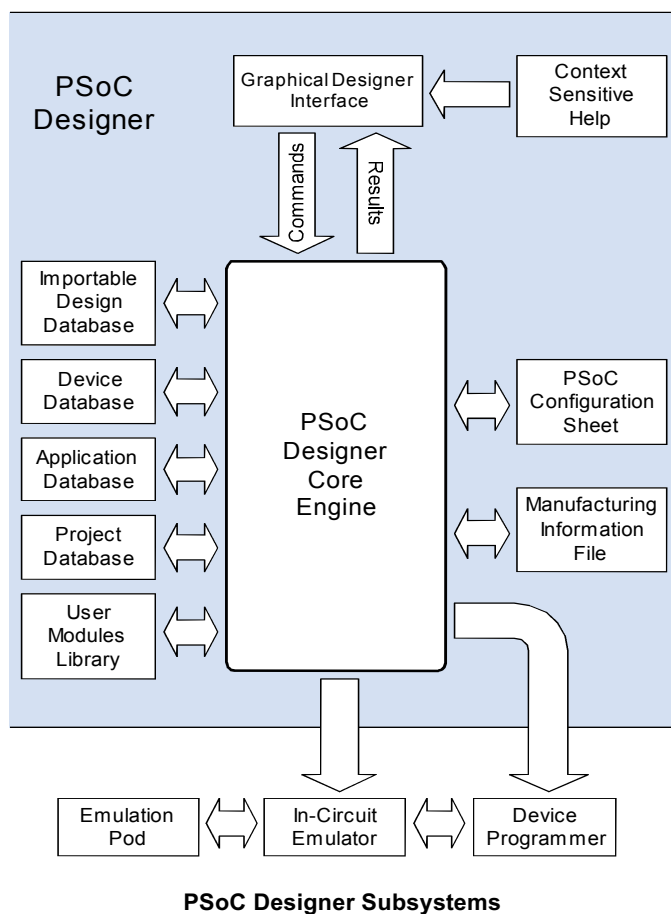 PSoC
Designer
Graphical Designer
Interface
Context
Sensitive
Help
Commands
Results
Importable
Design
Database
Device
Database
Application
Database
Project
Database
User
Modules
Library
PSoC
Designer
Core
Engine
PSoC
Configuration
Sheet
Manufacturing
Information
File
Emulation
Pod
In-Circuit
Emulator
Device
Programmer
PSoC Designer Subsystems